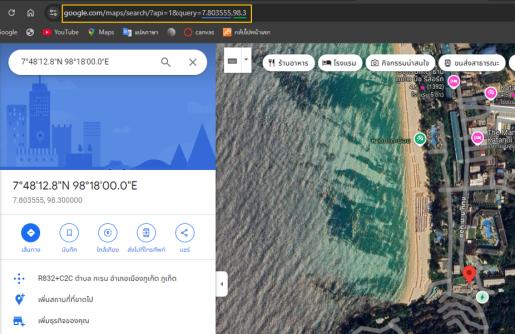 google.com/maps/search/?api=1&query=7.803555,98.3
Google
YouTube
Maps
แปลภาษา
canvas
7°48'12.8"N 98°18'00.0"E
ร้านอาหาร
โรงแรม
กิจกรรมน่าสนใจ
ขนส่งสาธารณะ
(1392)
The Mar
7°48'12.8"N 98°18'00.0"E
7.803555, 98.300000
เส้นทาง
บันทึก
ใกล้เคียง
ส่งไปที่โทรศัพท์
แชร์
R832+C2C ตำบล กะรน อำเภอเมืองภูเก็ต ภูเก็ต
เพิ่มสถานที่ที่ขาดไป
เพิ่มธุรกิจของคุณ